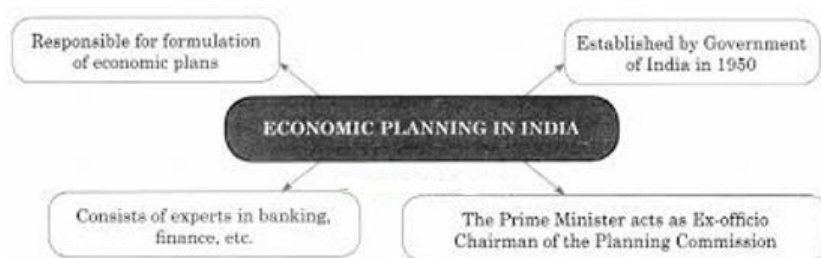 Responsible for formulation
of economic plans
Established by Government
of India in 1950
ECONOMIC PLANNING IN INDIA
Consists of experts in banking,
finance, etc.
The Prime Minister acts as Ex-officio
Chairman of the Planning Commission